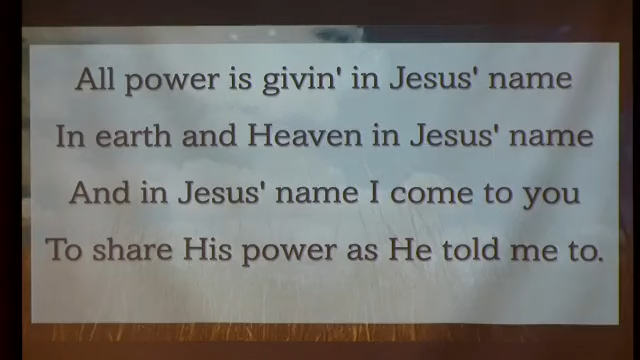 All power is givin' in Jesus' name
In earth and Heaven in Jesus' name
And in Jesus' name I come to you
To share His power as He told me to.